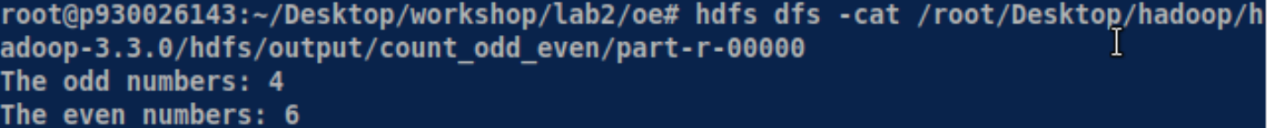 root@p930026143:~/Desktop/workshop/lab2/oe# hdfs dfs -cat /root/Desktop/hadoop/h
adoop-3.3.0/hdfs/output/count_odd_even/part-r-00000
The odd numbers: 4
The even numbers: 6